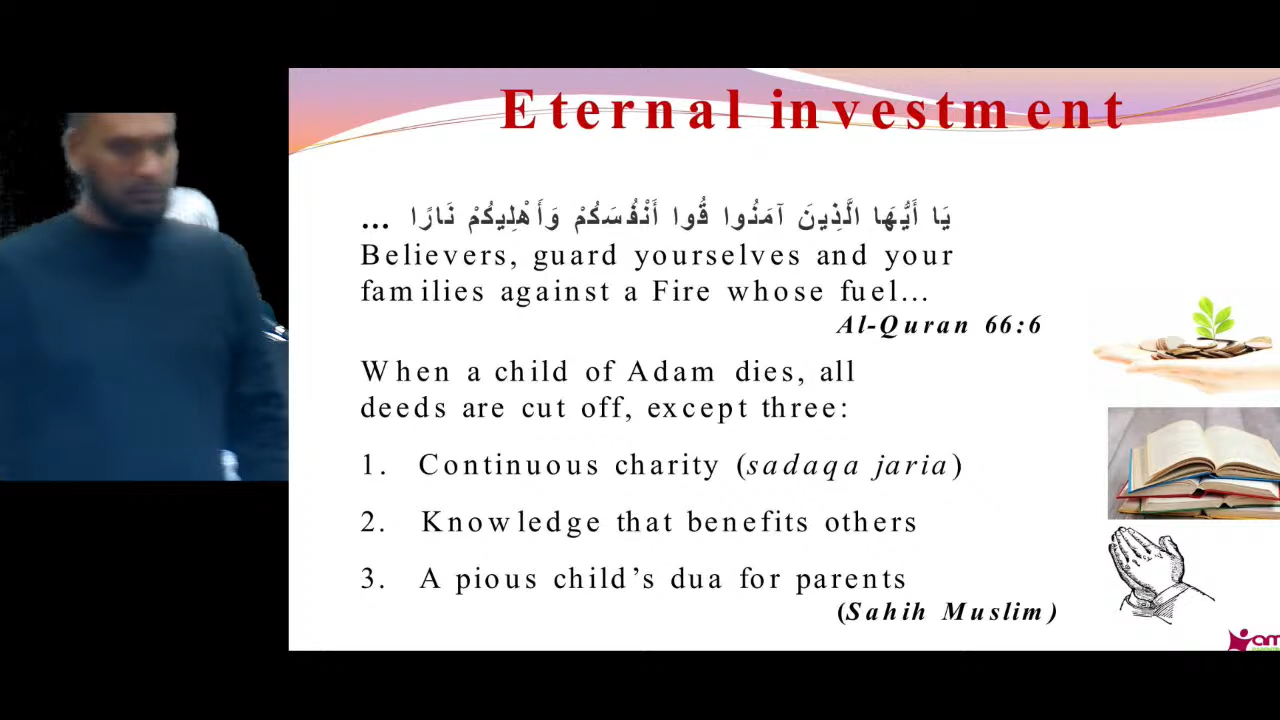 Eternal investment
يَا أَيُّهَا الَّذِينَ آمَنُوا قُوا أَنْفُسَكُمْ وَأَهْلِيكُمْ نَارًا ...
Believers, guard yourselves and your
families against a Fire whose fuel...
Al-Quran 66:6
When a child of Adam dies, all
deeds are cut off, except three:
1. Continuous charity (sadaqa jaria)
2. Knowledge that benefits others
3. A pious child’s dua for parents
(Sahih Muslim)